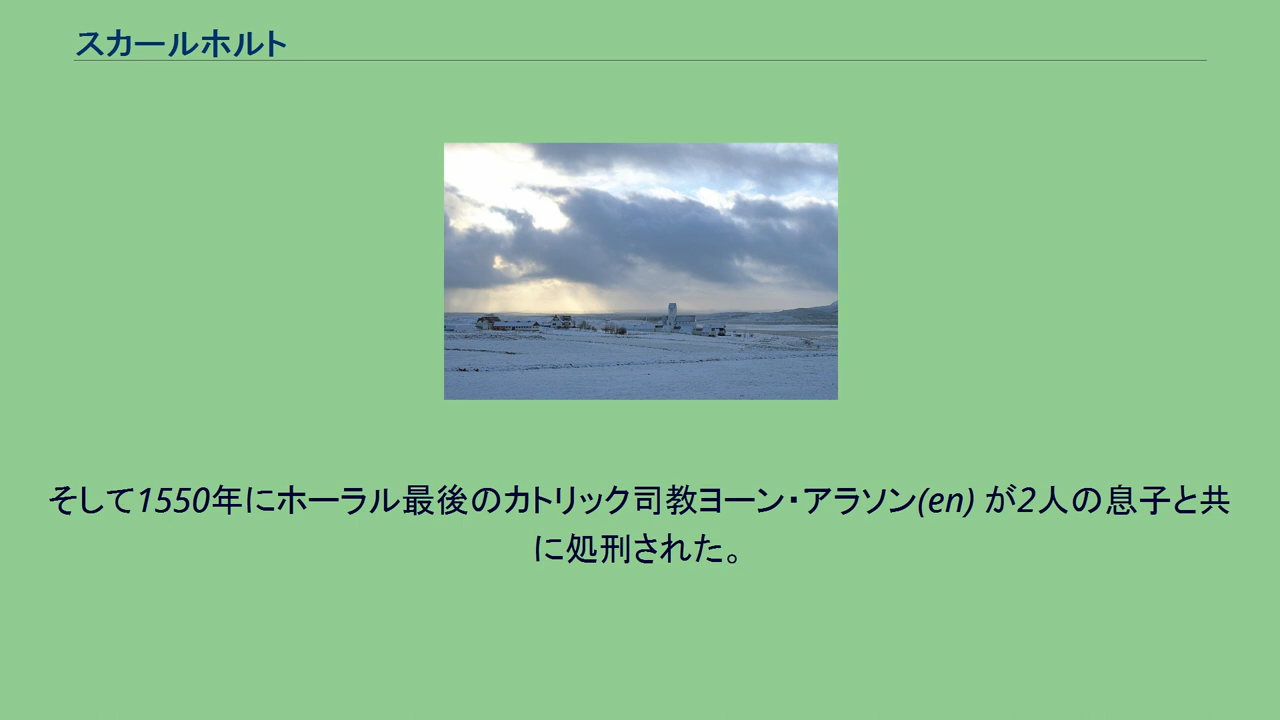 スカールホルト
そして1550年にホーラル最後のカトリック司教ヨーン・アラソン(en) が2人の息子と共
に処刑された。